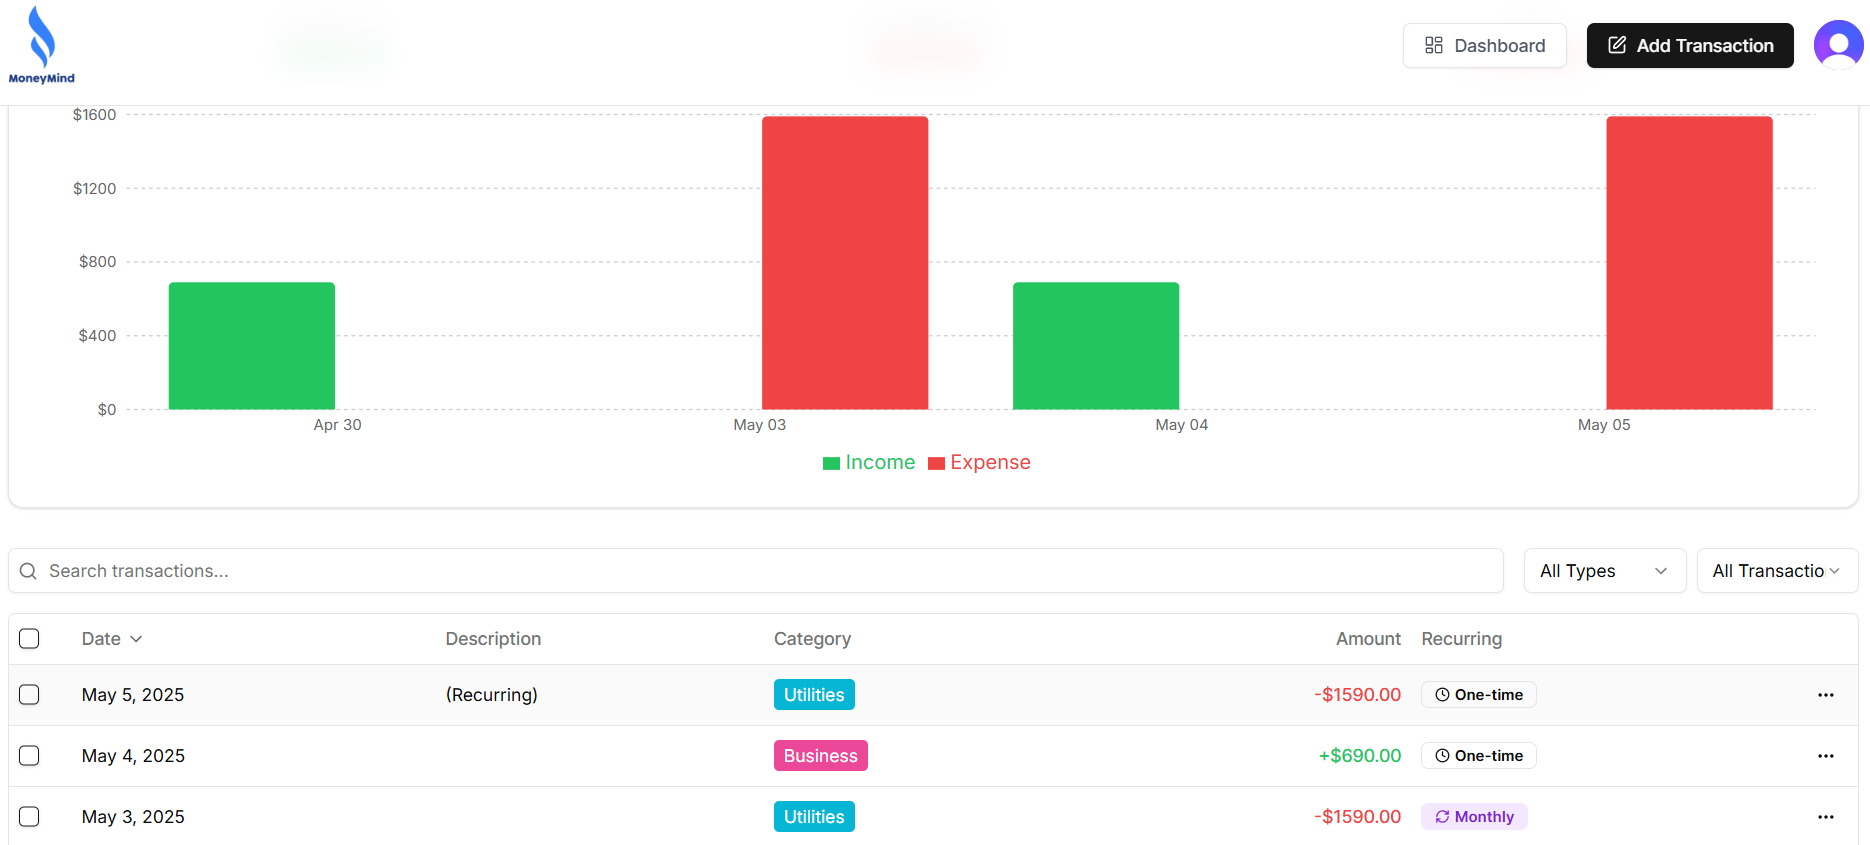 MoneyMind
Dashboard
Add Transaction
$1600
$1200
$800
$400
$0
Apr 30 May 03 May 04 May 05
Income Expense
Search transactions...
All Types
All Transactio
Date Description Category Amount Recurring
May 5, 2025 (Recurring) Utilities -$1590.00 One-time
May 4, 2025 Business +$690.00 One-time
May 3, 2025 Utilities -$1590.00 Monthly